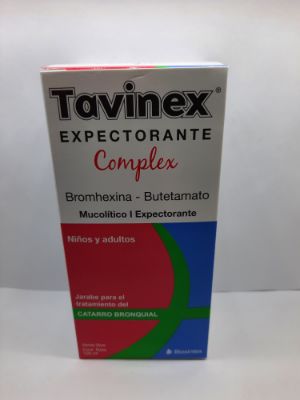 Tavinex®
EXPECTORANTE
Complex
Bromhexina - Butetamato
Mucolítico I Expectorante
Niños y adultos
Jarabe para el
tratamiento del
CATARRO BRONQUIAL